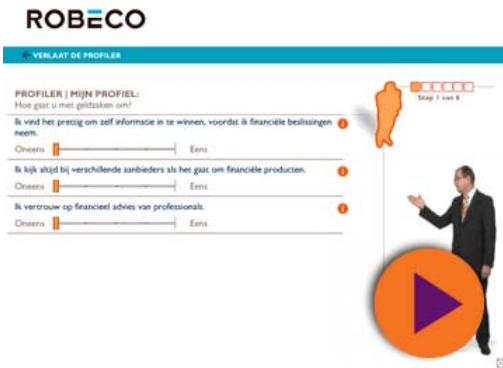 ROBECO
VERLAAT DE PROFILER
PROFILER | MIJN PROFIEL:
Hoe gaat u met geldzaken om?
Stap 1 van 6
Ik vind het prettig om zelf informatie in te winnen, voordat ik financiële beslissingen
neem.
Oneens Eens
Ik kijk altijd bij verschillende aanbieders als het gaat om financiële producten.
Oneens Eens
Ik vertrouw op financieel advies van professionals.
Oneens Eens